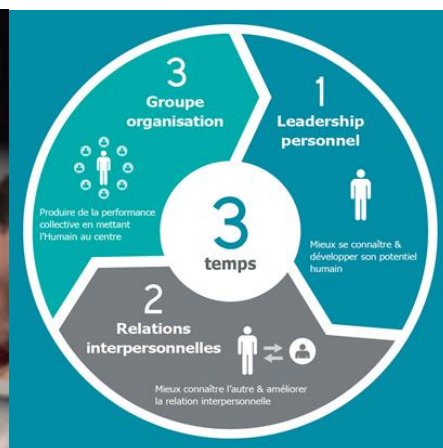 1
Leadership
personnel
Mieux se connaître &
développer son potentiel
humain
2
Relations
interpersonnelles
Mieux connaître l'autre & améliorer
la relation interpersonnelle
3
Groupe
organisation
Produire de la performance
collective en mettant
l'Humain au centre
3
temps